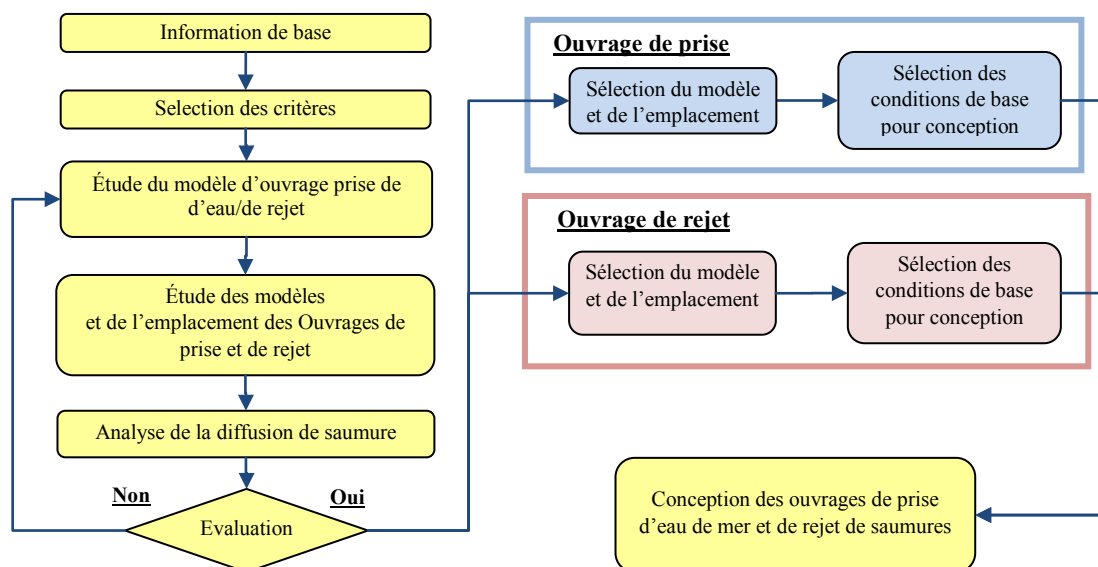 Information de base
Selection des critères
Étude du modèle d'ouvrage prise de
d'eau/de rejet
Étude des modèles
et de l'emplacement des Ouvrages de
prise et de rejet
Analyse de la diffusion de saumure
Non
Oui
Evaluation
Ouvrage de prise
Sélection du modèle
et de l'emplacement
Sélection des
conditions de base
pour conception
Ouvrage de rejet
Sélection du modèle
et de l'emplacement
Sélection des
conditions de base
pour conception
Conception des ouvrages de prise
d'eau de mer et de rejet de saumures